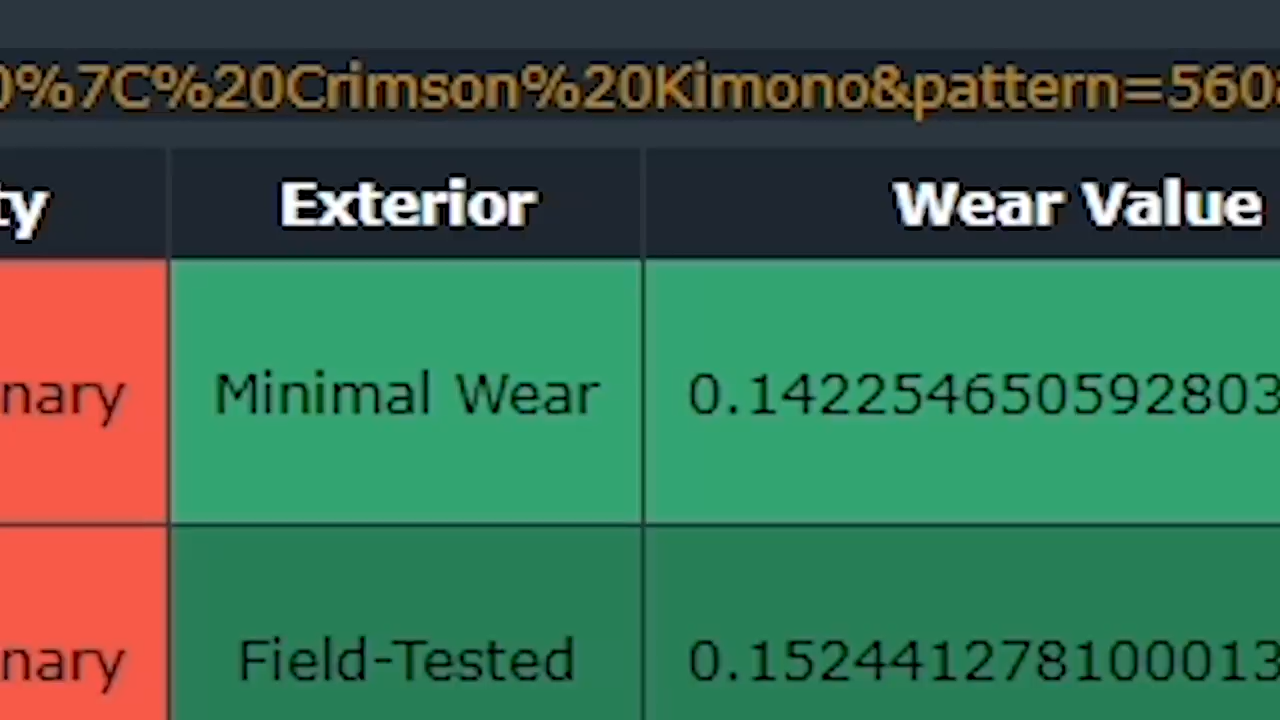 0%7C%20Crimson%20Kimono&pattern=560
ty Exterior Wear Value
nary Minimal Wear 0.142254650592803
nary Field-Tested 0.152441278100013